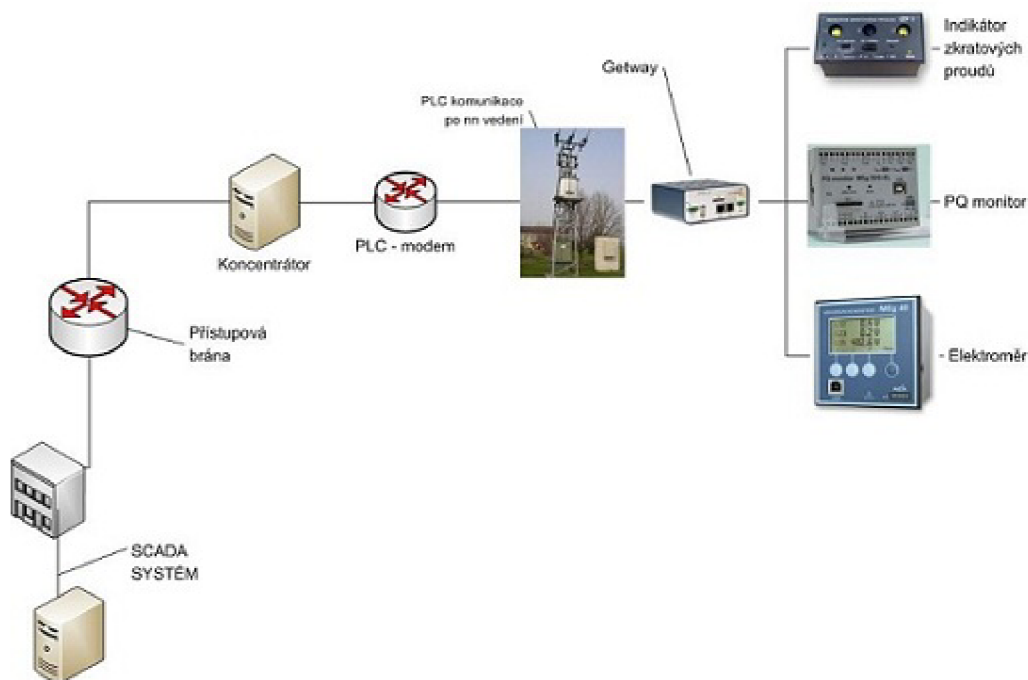 Indikátor
zkratových
proudů
Getway
PLC komunikace
po nn vedení
PQ monitor
PLC - modem
Koncentrátor
Přístupová
brána
Elektroměr
SCADA
SYSTÉM